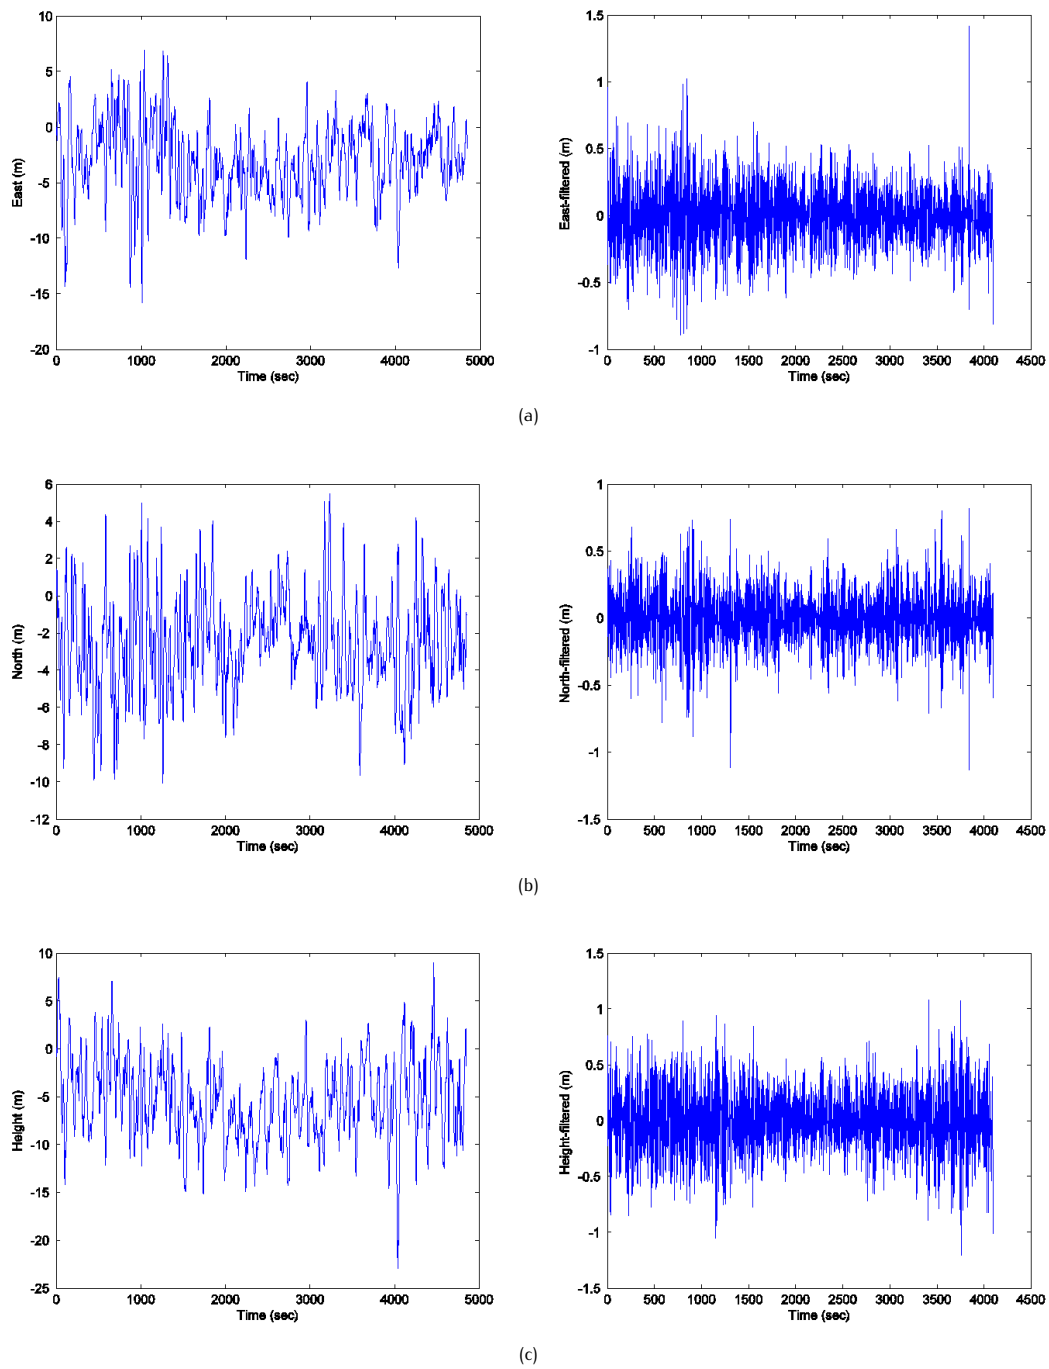 10
5
0
-5
-10
-15
-20
East (m)
0 1000 2000 3000 4000 5000
Time (sec)
1.5
1
0.5
0
-0.5
-1
East-filtered (m)
0 500 1000 1500 2000 2500 3000 3500 4000 4500
Time (sec)
(a)
6
4
2
0
-2
-4
-6
-8
-10
-12
North (m)
0 1000 2000 3000 4000 5000
Time (sec)
1
0.5
0
-0.5
-1
-1.5
North-filtered (m)
0 500 1000 1500 2000 2500 3000 3500 4000 4500
Time (sec)
(b)
10
5
0
-5
-10
-15
-20
-25
Height (m)
0 1000 2000 3000 4000 5000
Time (sec)
1.5
1
0.5
0
-0.5
-1
-1.5
Height-filtered (m)
0 500 1000 1500 2000 2500 3000 3500 4000 4500
Time (sec)
(c)